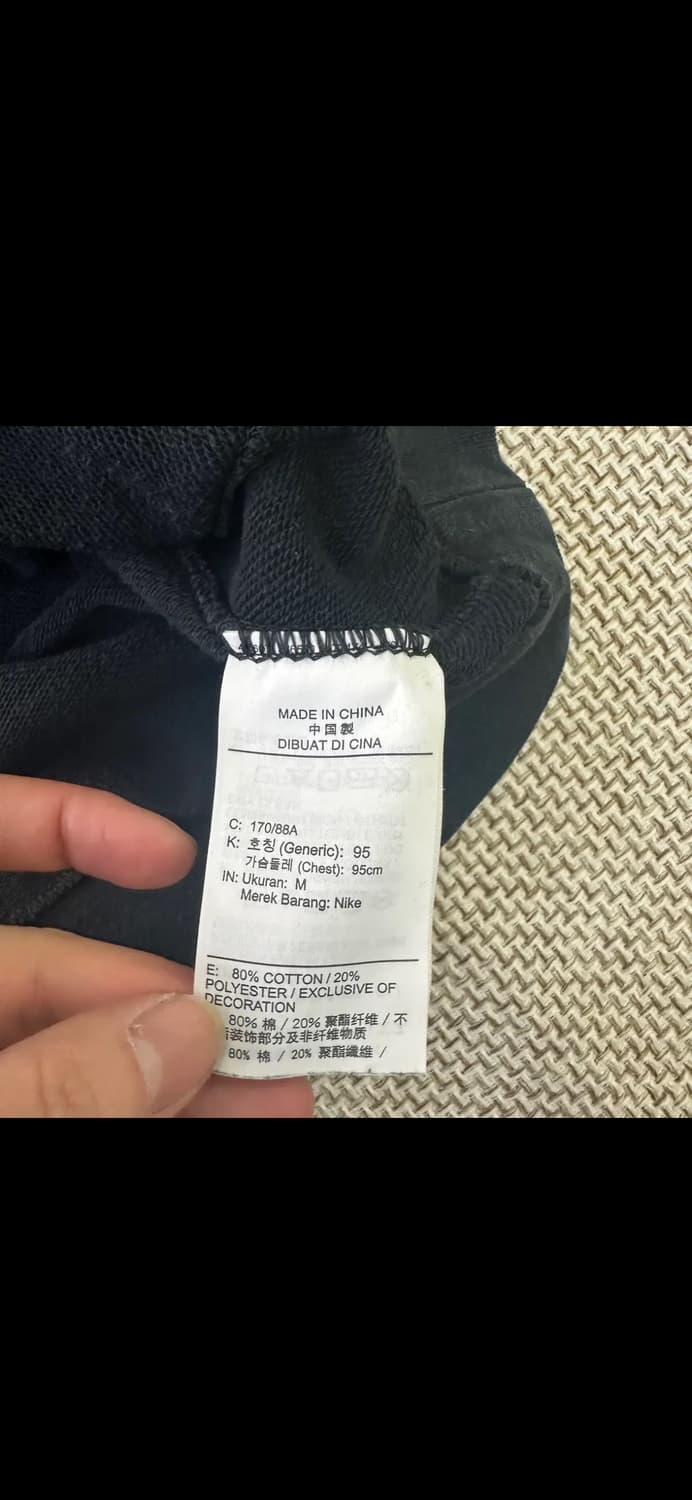 MADE IN CHINA
中国製
DIBUAT DI CINA
C: 170/88A
K: 호칭 (Generic): 95
가슴둘레 (Chest): 95cm
IN: Ukuran: M
Merek Barang: Nike
E: 80% COTTON / 20%
POLYESTER / EXCLUSIVE OF
DECORATION
80% 棉 / 20% 聚酯纤维 / 不
装饰部分及非纤维物质
80% 棉 / 20% 聚酯纖維 /